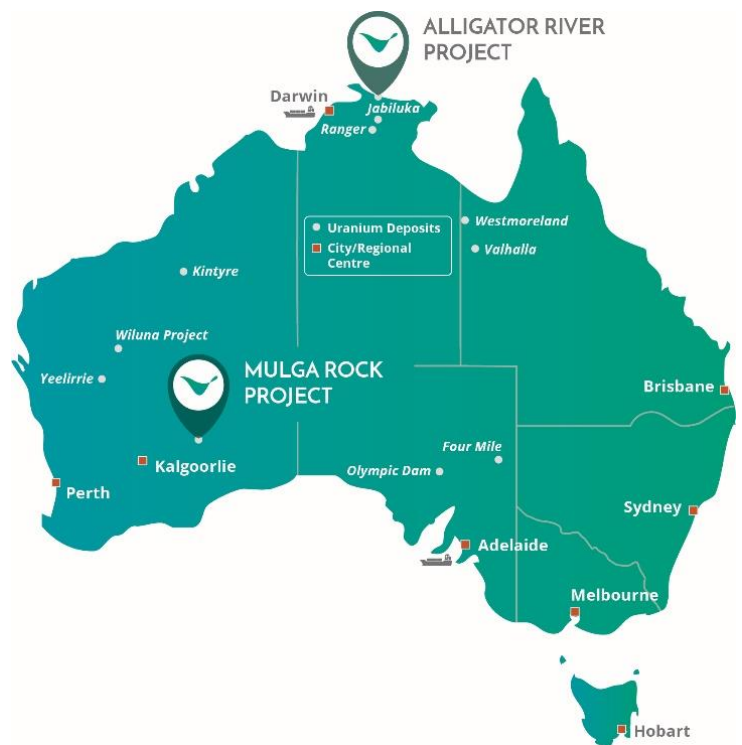 ALLIGATOR RIVER
PROJECT
Darwin
Jabiluka
Ranger
Uranium Deposits
City/Regional
Centre
Westmoreland
Valhalla
Kintyre
Wiluna Project
Yeelirrie
MULGA ROCK
PROJECT
Brisbane
Four Mile
Olympic Dam
Kalgoorlie
Perth
Sydney
Adelaide
Melbourne
Hobart